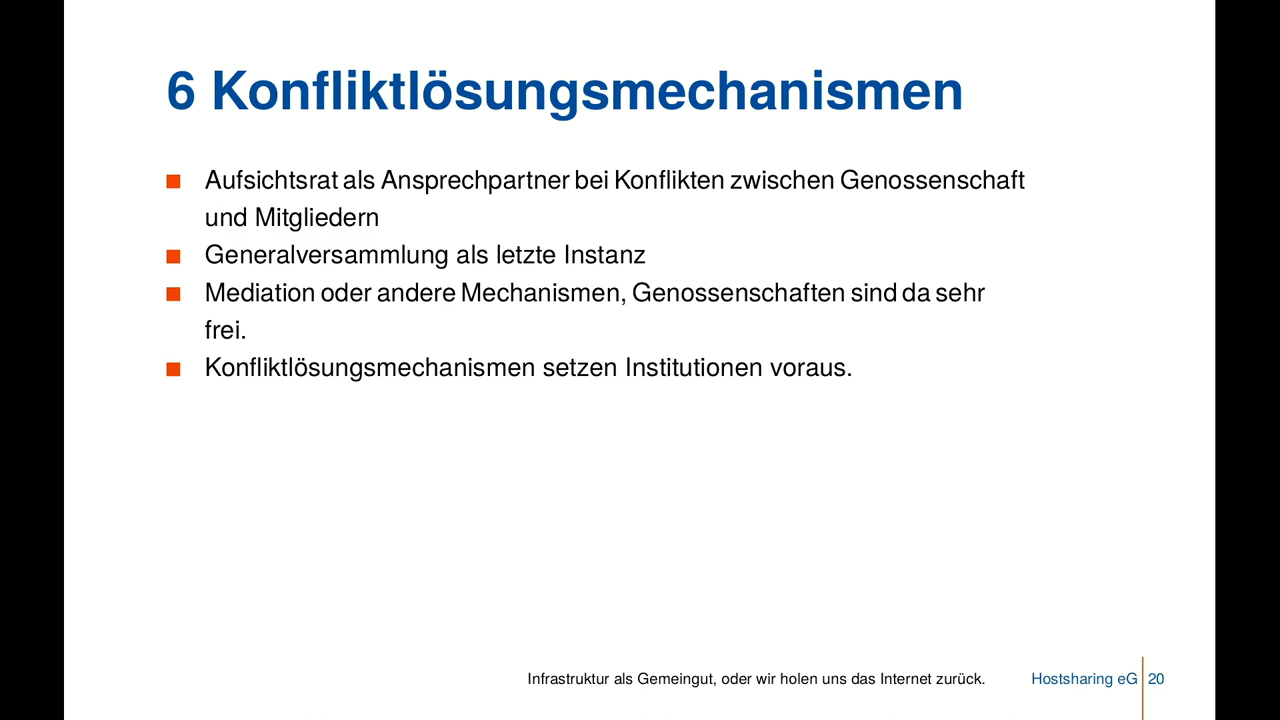 6 Konfliktlösungsmechanismen
Aufsichtsrat als Ansprechpartner bei Konflikten zwischen Genossenschaft
und Mitgliedern
Generalversammlung als letzte Instanz
Mediation oder andere Mechanismen, Genossenschaften sind da sehr
frei.
Konfliktlösungsmechanismen setzen Institutionen voraus.
Infrastruktur als Gemeingut, oder wir holen uns das Internet zurück. Hostsharing eG 20